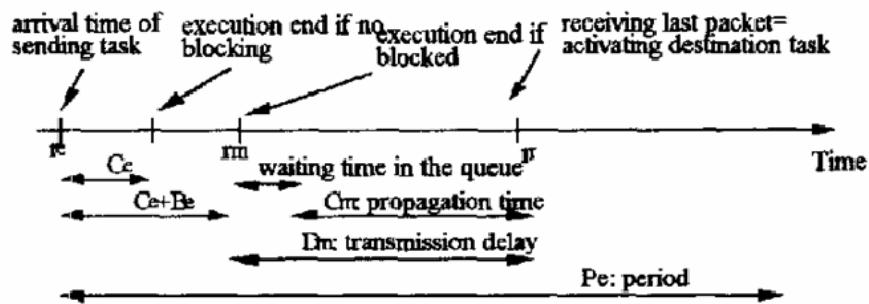 arrival time of
sending task
execution end if no
blocking
execution end if
blocked
receiving last packet=
activating destination task
re
rm
rr
Time
Ce
waiting time in the queue
Ce+Be
Cm: propagation time
Dm: transmission delay
Pe: period